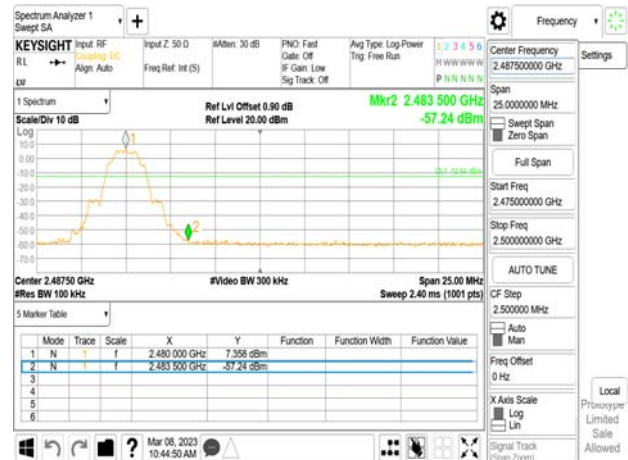 Spectrum Analyzer 1
Swept SA
Frequency
KEYSIGHT
RL
Input: RF
Coupling: DC
Align: Auto
Input Z: 50 Ω
Freq Ref: Int (S)
#Atten: 30 dB
PNO: Fast
Gate: Off
IF Gain: Low
Sig Track: Off
Avg Type: Log-Power
Trig: Free Run
1 2 3 4 5 6
M W W W W W
P N N N N N
1 Spectrum
Scale/Div 10 dB
Log
Ref Lvl Offset 0.90 dB
Ref Level 20.00 dBm
Mkr2 2.483 500 GHz
-57.24 dBm
1
10.0
0.00
-10.0
-20.0
-30.0
-40.0
-50.0
-60.0
-70.0
2
Center 2.48750 GHz
#Res BW 100 kHz
#Video BW 300 kHz
Span 25.00 MHz
Sweep 2.40 ms (1001 pts)
5 Marker Table
Mode Trace Scale X Y Function Function Width Function Value
1 N 1 f 2.480 000 GHz 7.358 dBm
2 N 1 f 2.483 500 GHz -57.24 dBm
3
4
5
6
Mar 08, 2023
10:44:50 AM
Center Frequency
2.487500000 GHz
Settings
Span
25.0000000 MHz
Swept Span
Zero Span
Full Span
Start Freq
2.475000000 GHz
Stop Freq
2.500000000 GHz
AUTO TUNE
CF Step
2.500000 MHz
Auto
Man
Freq Offset
0 Hz
X Axis Scale
Log
Lin
Signal Track
(Span Zoom)
Local
Prototype
Limited
Sale
Allowed